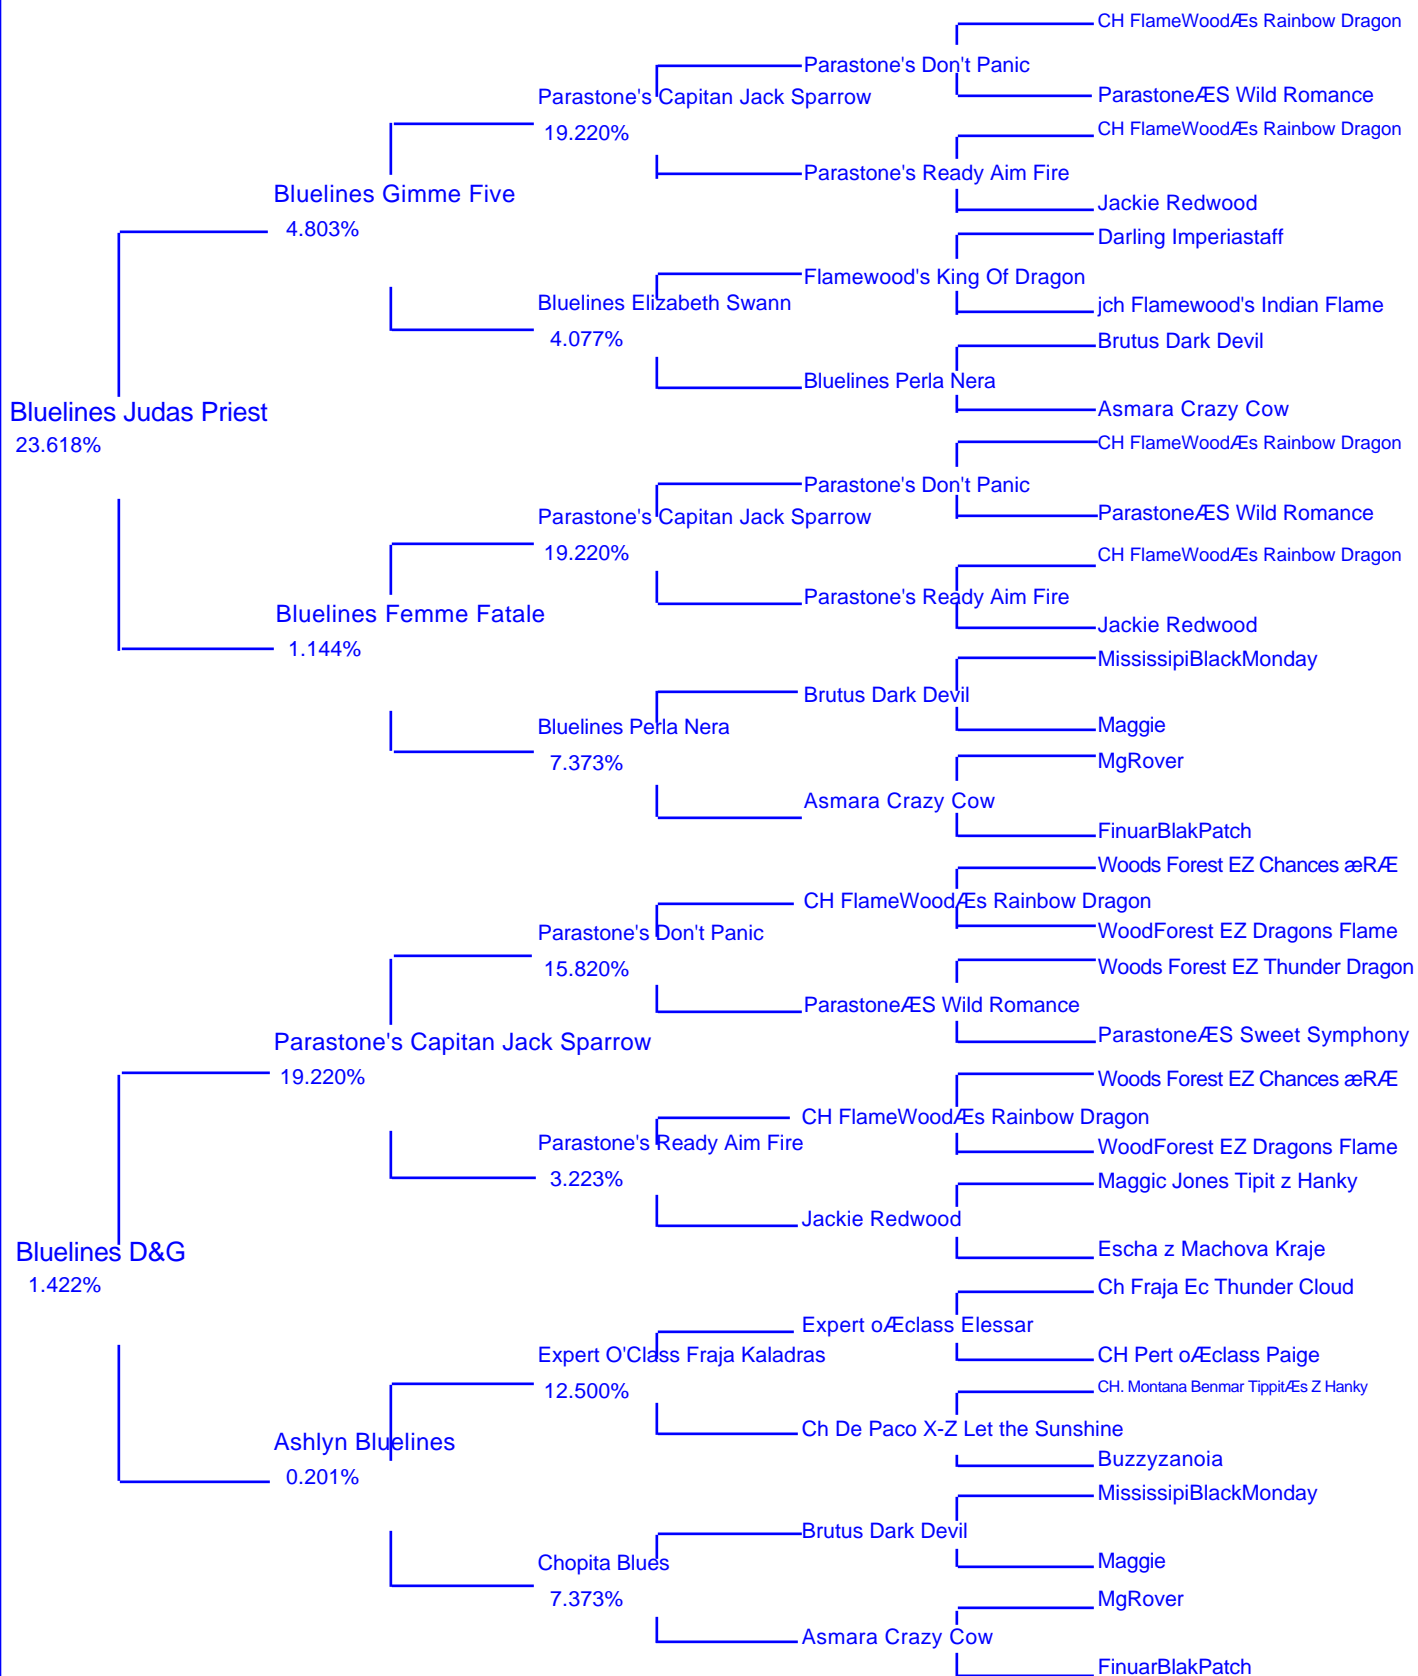 CH FlameWoodÆs Rainbow Dragon
Parastone's Don't Panic
Parastone's Capitan Jack Sparrow
ParastoneÆS Wild Romance
19.220%
CH FlameWoodÆs Rainbow Dragon
Parastone's Ready Aim Fire
Bluelines Gimme Five
Jackie Redwood
4.803%
Darling Imperiastaff
Flamewood's King Of Dragon
Bluelines Elizabeth Swann
jch Flamewood's Indian Flame
4.077%
Brutus Dark Devil
Bluelines Perla Nera
Bluelines Judas Priest
Asmara Crazy Cow
23.618%
CH FlameWoodÆs Rainbow Dragon
Parastone's Don't Panic
Parastone's Capitan Jack Sparrow
ParastoneÆS Wild Romance
19.220%
CH FlameWoodÆs Rainbow Dragon
Parastone's Ready Aim Fire
Bluelines Femme Fatale
Jackie Redwood
1.144%
MississipiBlackMonday
Brutus Dark Devil
Bluelines Perla Nera
Maggie
7.373%
MgRover
Asmara Crazy Cow
FinuarBlakPatch
Woods Forest EZ Chances æRÆ
CH FlameWoodÆs Rainbow Dragon
Parastone's Don't Panic
WoodForest EZ Dragons Flame
15.820%
Woods Forest EZ Thunder Dragon
ParastoneÆS Wild Romance
Parastone's Capitan Jack Sparrow
ParastoneÆS Sweet Symphony
19.220%
Woods Forest EZ Chances æRÆ
CH FlameWoodÆs Rainbow Dragon
Parastone's Ready Aim Fire
WoodForest EZ Dragons Flame
3.223%
Maggic Jones Tipit z Hanky
Jackie Redwood
Bluelines D&G
Escha z Machova Kraje
1.422%
Ch Fraja Ec Thunder Cloud
Expert oÆclass Elessar
Expert O'Class Fraja Kaladras
CH Pert oÆclass Paige
12.500%
CH. Montana Benmar TippitÆs Z Hanky
Ch De Paco X-Z Let the Sunshine
Ashlyn Bluelines
Buzzyzanoia
0.201%
MississipiBlackMonday
Brutus Dark Devil
Chopita Blues
Maggie
7.373%
MgRover
Asmara Crazy Cow
FinuarBlakPatch